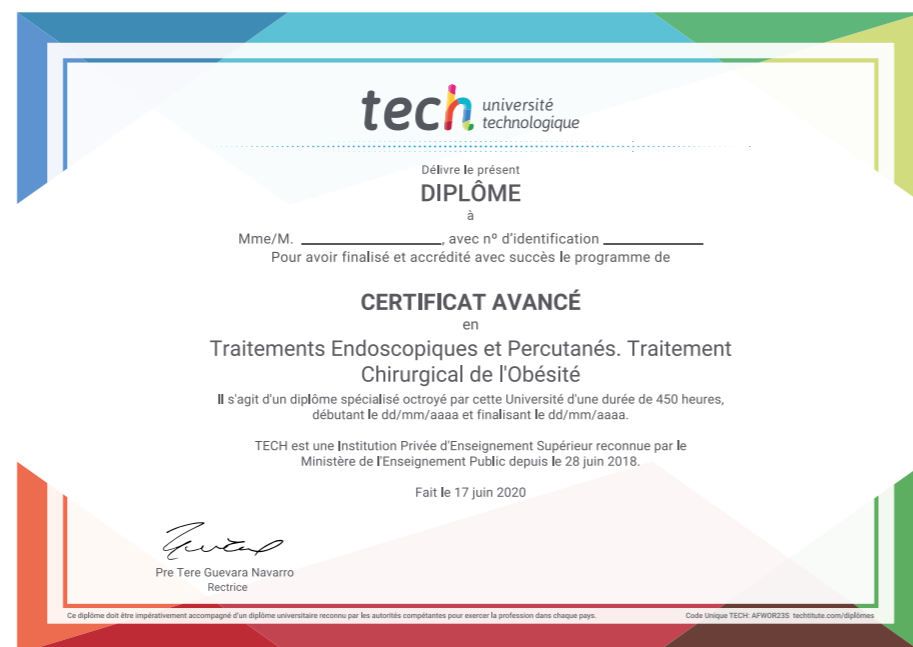 tech université
technologique
Délivre le présent
DIPLÔME
à
Mme/M. ____________________, avec nº d'identification ______________
Pour avoir finalisé et accrédité avec succès le programme de
CERTIFICAT AVANCÉ
en
Traitements Endoscopiques et Percutanés. Traitement
Chirurgical de l'Obésité
Il s'agit d'un diplôme spécialisé octroyé par cette Université d'une durée de 450 heures,
débutant le dd/mm/aaaa et finalisant le dd/mm/aaaa.
TECH est une Institution Privée d'Enseignement Supérieur reconnue par le
Ministère de l'Enseignement Public depuis le 28 juin 2018.
Fait le 17 juin 2020
Pre Tere Guevara Navarro
Rectrice
Ce diplôme doit être impérativement accompagné d'un diplôme universitaire reconnu par les autorités compétentes pour exercer la profession dans chaque pays. Code Unique TECH: AFWOR23S techtitute.com/diplômes